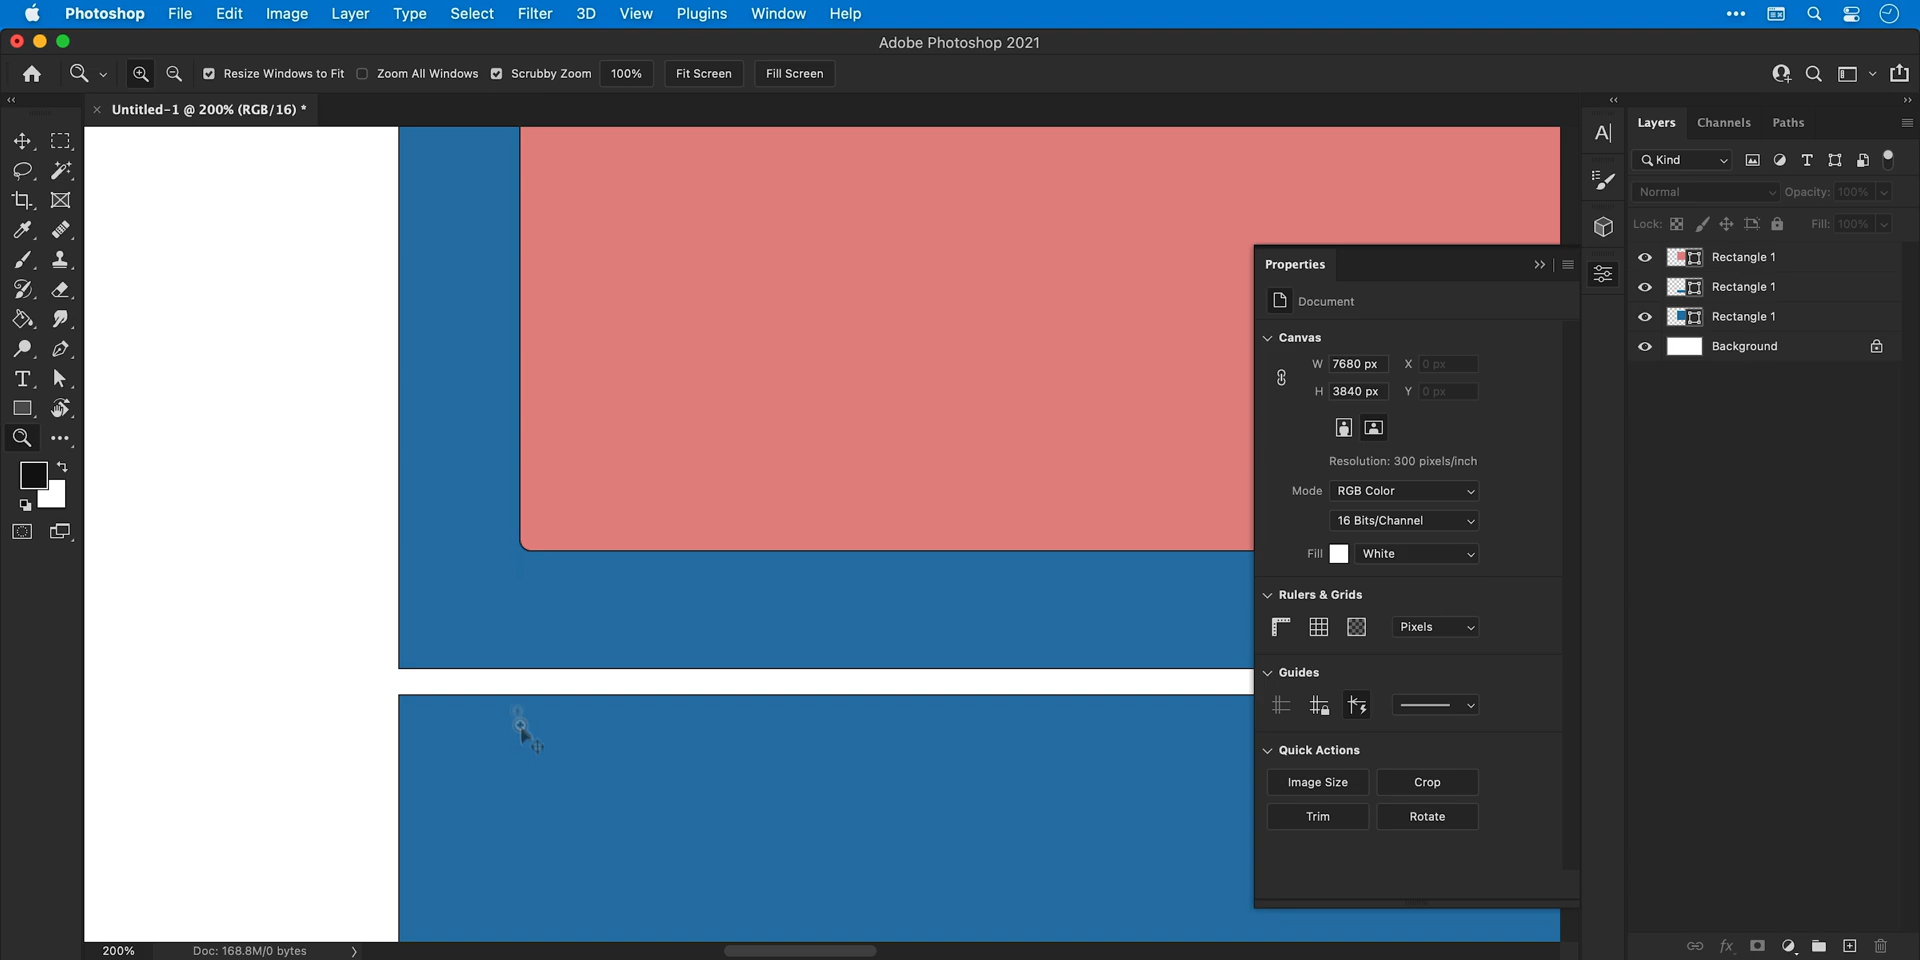 Photoshop File Edit Image Layer Type Select Filter 3D View Plugins Window Help
Adobe Photoshop 2021
Resize Windows to Fit Zoom All Windows Scrubby Zoom 100% Fit Screen Fill Screen
Untitled-1 @ 200% (RGB/16) *
Layers Channels Paths
Kind
Normal Opacity: 100%
Lock: Fill: 100%
Rectangle 1
Rectangle 1
Rectangle 1
Background
Properties
Document
Canvas
W 7680 px X 0 px
H 3840 px Y 0 px
Resolution: 300 pixels/inch
Mode RGB Color
16 Bits/Channel
Fill White
Rulers & Grids
Pixels
Guides
Quick Actions
Image Size Crop
Trim Rotate
200% Doc: 168.8M/0 bytes